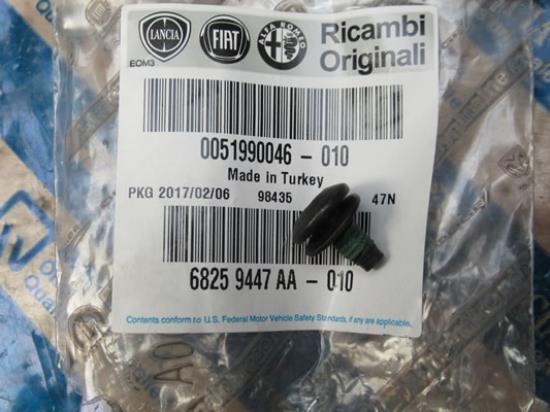 LANCIA FIAT ALFA ROMEO Ricambi
Originali
EOM3
0051990046 - 010
Made in Turkey
PKG 2017/02/06 98435 47N
6825 9447 AA - 010
Contents conform to U.S. Federal Motor Vehicle Safety Standards, if any are applicable.